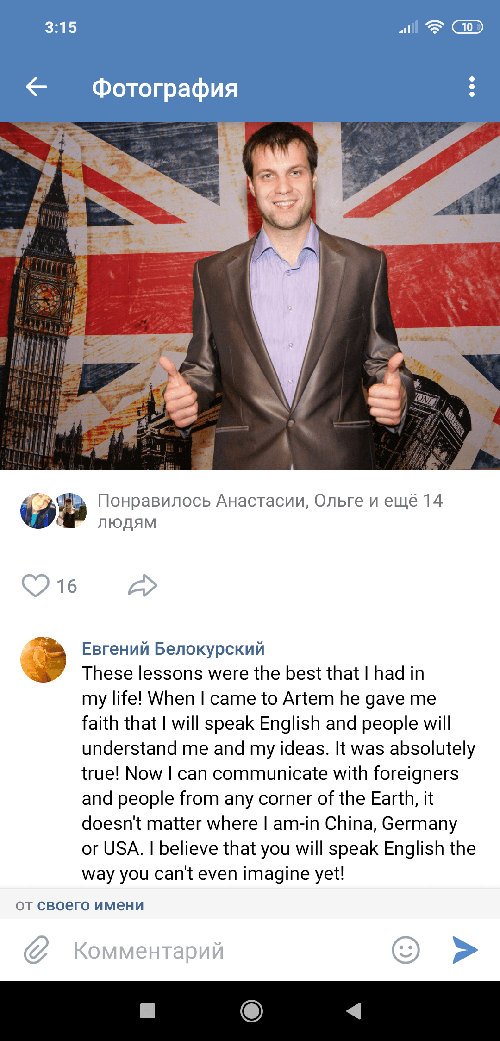 3:15
10
Фотография
Понравилось Анастасии, Ольге и ещё 14
людям
16
Евгений Белокурский
These lessons were the best that I had in
my life! When I came to Artem he gave me
faith that I will speak English and people will
understand me and my ideas. It was absolutely
true! Now I can communicate with foreigners
and people from any corner of the Earth, it
doesn't matter where I am-in China, Germany
or USA. I believe that you will speak English the
way you can't even imagine yet!
от своего имени
Комментарий